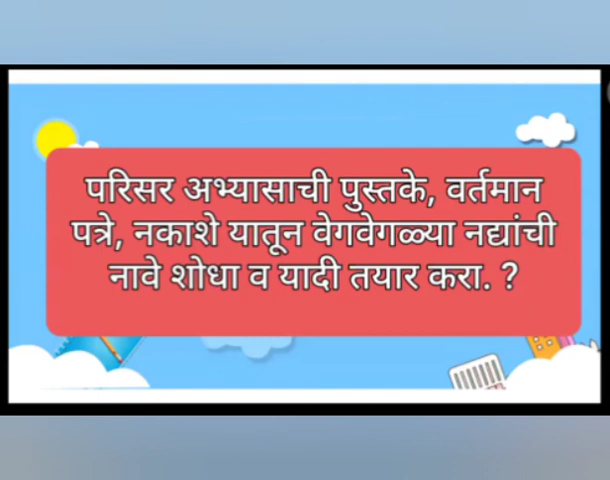 परिसर अभ्यासाची पुस्तके, वर्तमान
पत्रे, नकाशे यातून वेगवेगळ्या नद्यांची
नावे शोधा व यादी तयार करा. ?